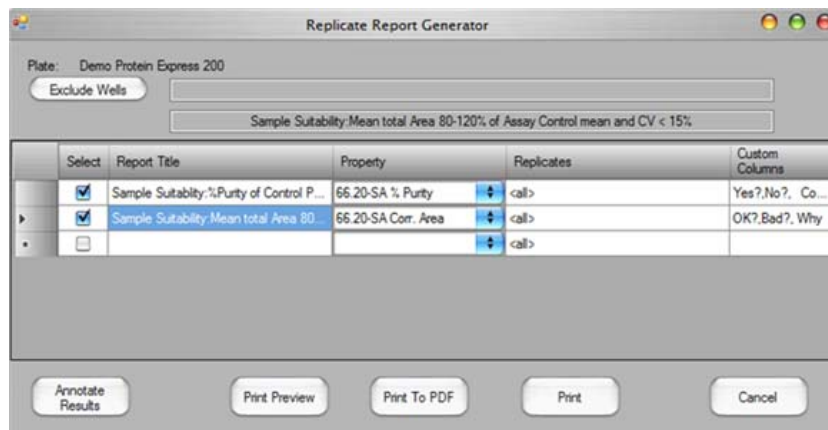 Replicate Report Generator
Plate: Demo Protein Express 200
Exclude Wells
Sample Suitability:Mean total Area 80-120% of Assay Control mean and CV < 15%
Select Report Title Property Replicates Custom
Columns
Sample Suitablity:%Purity of Control P... 66.20-SA % Purity <all> Yes?,No?, Co...
Sample Suitability:Mean total Area 80... 66.20-SA Corr. Area <all> OK?,Bad?, Why
<all>
Annotate
Results
Print Preview
Print To PDF
Print
Cancel